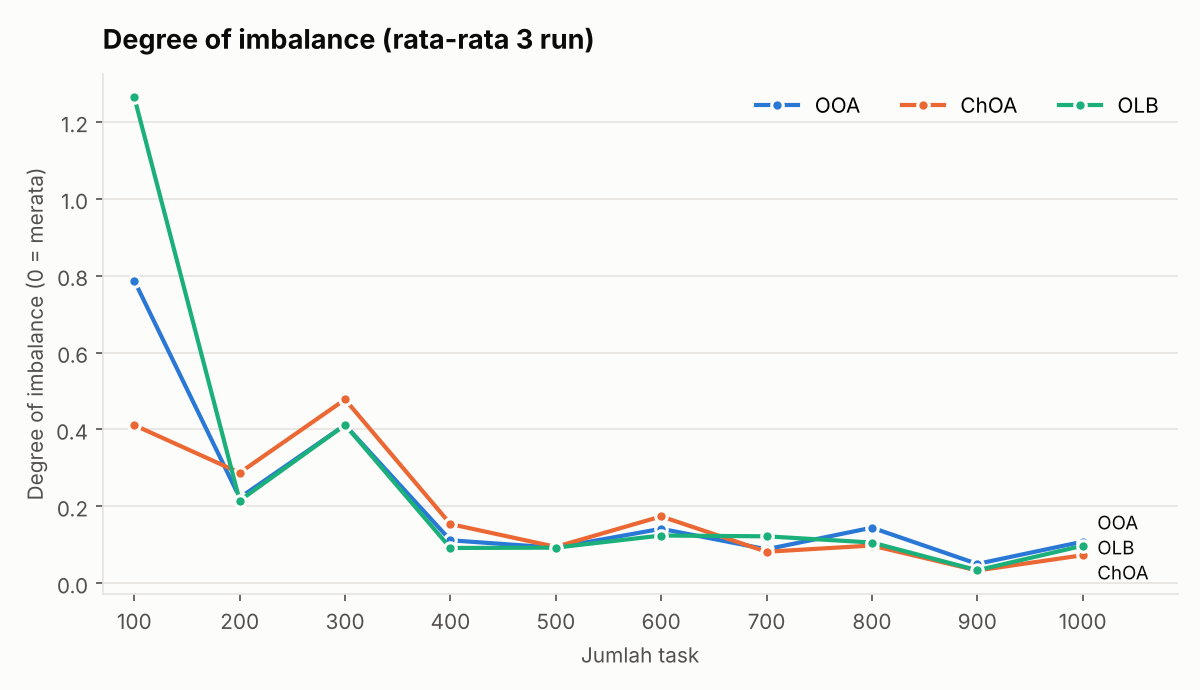 Degree of imbalance (rata-rata 3 run)
OOA ChOA OLB
Degree of imbalance (0 = merata)
1.2
1.0
0.8
0.6
0.4
0.2
0.0
OOA
OLB
ChOA
100 200 300 400 500 600 700 800 900 1000
Jumlah task